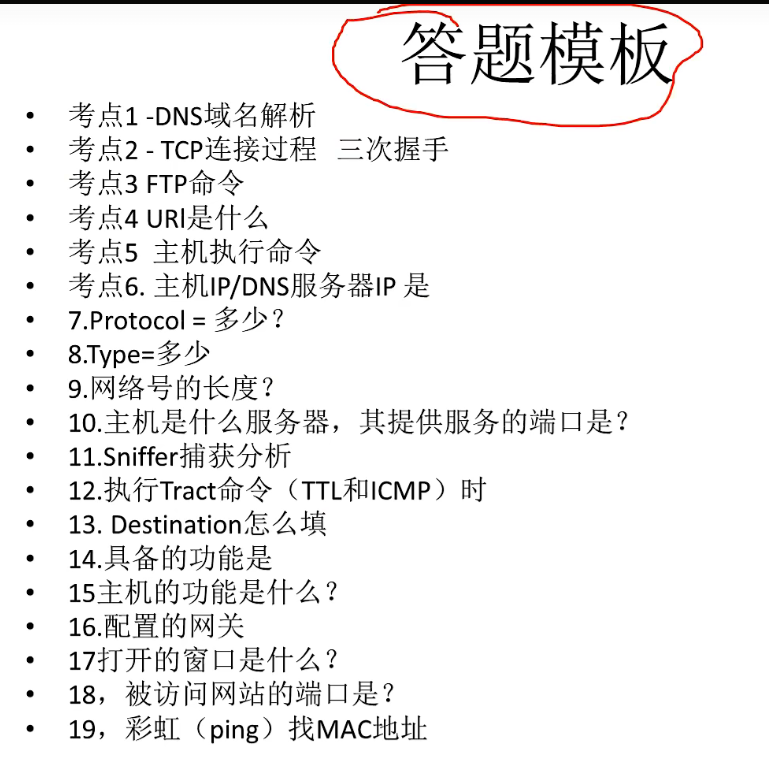 答题模板
• 考点1 -DNS域名解析
• 考点2 - TCP连接过程 三次握手
• 考点3 FTP命令
• 考点4 URl是什么
• 考点5 主机执行命令
• 考点6. 主机IP/DNS服务器IP 是
• 7.Protocol = 多少？
• 8.Type=多少
• 9.网络号的长度？
• 10.主机是什么服务器，其提供服务的端口是？
• 11.Sniffer捕获分析
• 12.执行Tract命令（TTL和ICMP）时
• 13. Destination怎么填
• 14.具备的功能是
• 15主机的功能是什么？
• 16.配置的网关
• 17打开的窗口是什么？
• 18，被访问网站的端口是？
• 19，彩虹（ping）找MAC地址